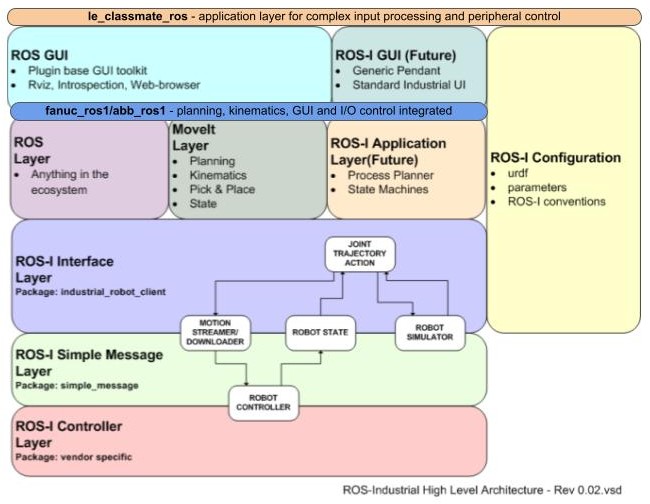 le_classmate_ros - application layer for complex input processing and peripheral control
ROS GUI
• Plugin base GUI toolkit
• Rviz, Introspection, Web-browser
ROS-I GUI (Future)
• Generic Pendant
• Standard Industrial UI
fanuc_ros1/abb_ros1 - planning, kinematics, GUI and I/O control integrated
ROS
Layer
• Anything in the
ecosystem
MoveIt
Layer
• Planning
• Kinematics
• Pick & Place
• State
ROS-I Application
Layer(Future)
• Process Planner
• State Machines
ROS-I Configuration
• urdf
• parameters
• ROS-I conventions
ROS-I Interface
Layer
Package: industrial_robot_client
JOINT
TRAJECTORY
ACTION
MOTION
STREAMER/
DOWNLOADER
ROBOT STATE
ROBOT
SIMULATOR
ROS-I Simple Message
Layer
Package: simple_message
ROBOT
CONTROLLER
ROS-I Controller
Layer
Package: vendor specific
ROS-Industrial High Level Architecture - Rev 0.02.vsd